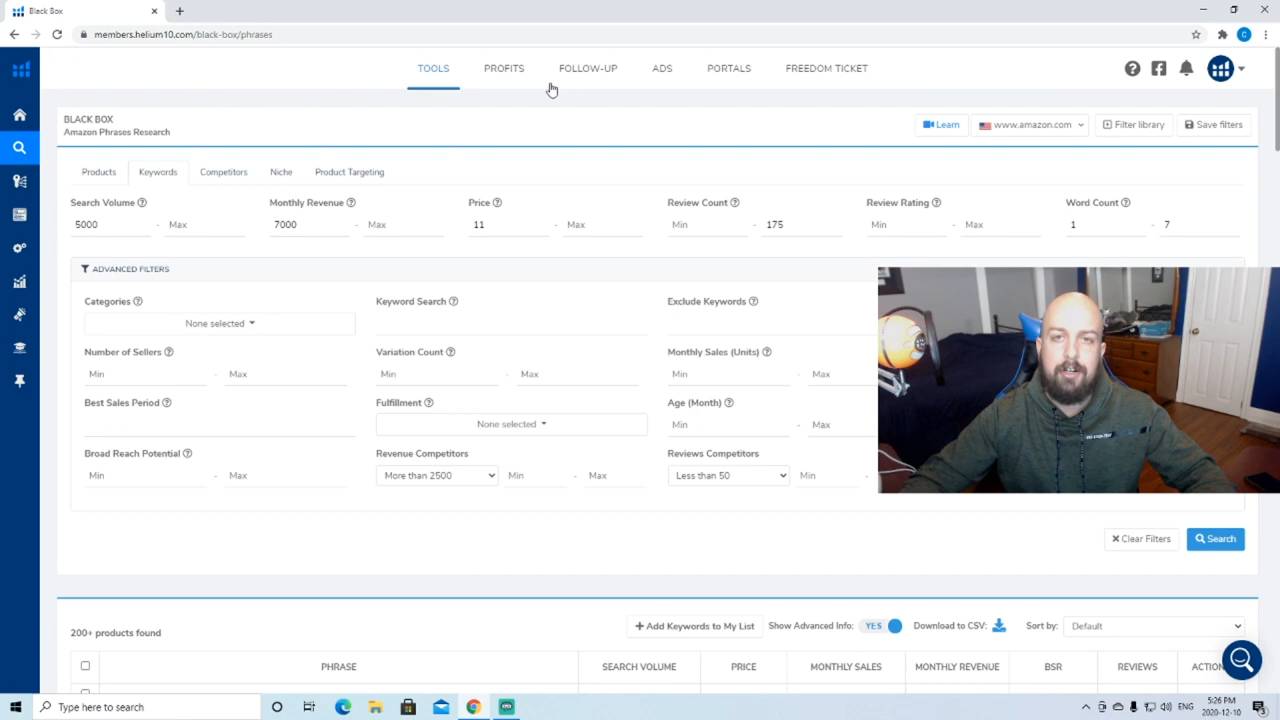 Black Box
members.helium10.com/black-box/phrases
TOOLS PROFITS FOLLOW-UP ADS PORTALS FREEDOM TICKET
BLACK BOX
Amazon Phrases Research
Learn www.amazon.com Filter library Save filters
Products Keywords Competitors Niche Product Targeting
Search Volume Monthly Revenue Price Review Count Review Rating Word Count
5000 - Max 7000 - Max 11 - Max Min - 175 Min - Max 1 - 7
ADVANCED FILTERS
Categories Keyword Search Exclude Keywords
None selected
Number of Sellers Variation Count Monthly Sales (Units)
Min - Max Min - Max Min - Max
Best Sales Period Fulfillment Age (Month)
None selected Min - Max
Broad Reach Potential Revenue Competitors Reviews Competitors
Min - Max More than 2500 Min - Max Less than 50 Min -
Clear Filters Search
200+ products found + Add Keywords to My List Show Advanced Info: YES Download to CSV: Sort by: Default
PHRASE SEARCH VOLUME PRICE MONTHLY SALES MONTHLY REVENUE BSR REVIEWS ACTION
Type here to search ENG 5:26 PM
2020-12-10